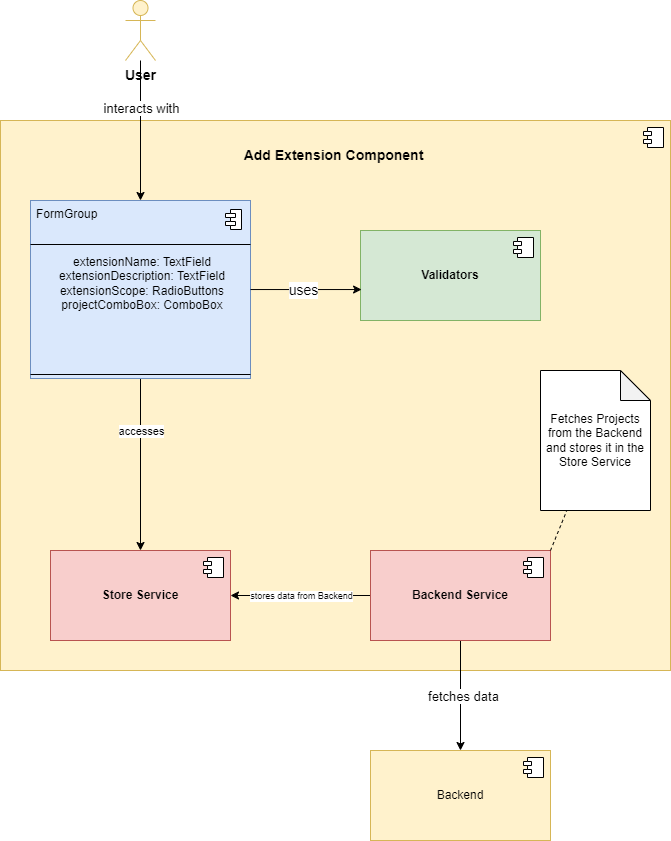 User
interacts with
Add Extension Component
FormGroup
extensionName: TextField
extensionDescription: TextField
extensionScope: RadioButtons
projectComboBox: ComboBox
uses
Validators
accesses
Fetches Projects
from the Backend
and stores it in the
Store Service
Store Service
stores data from Backend
Backend Service
fetches data
Backend